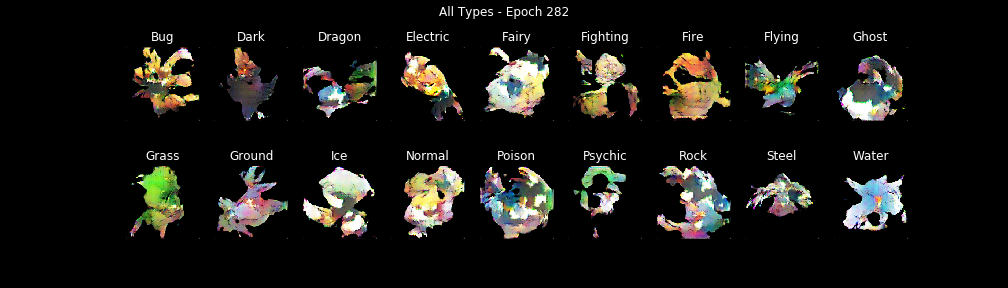 All Types - Epoch 282
Bug Dark Dragon Electric Fairy Fighting Fire Flying Ghost
Grass Ground Ice Normal Poison Psychic Rock Steel Water